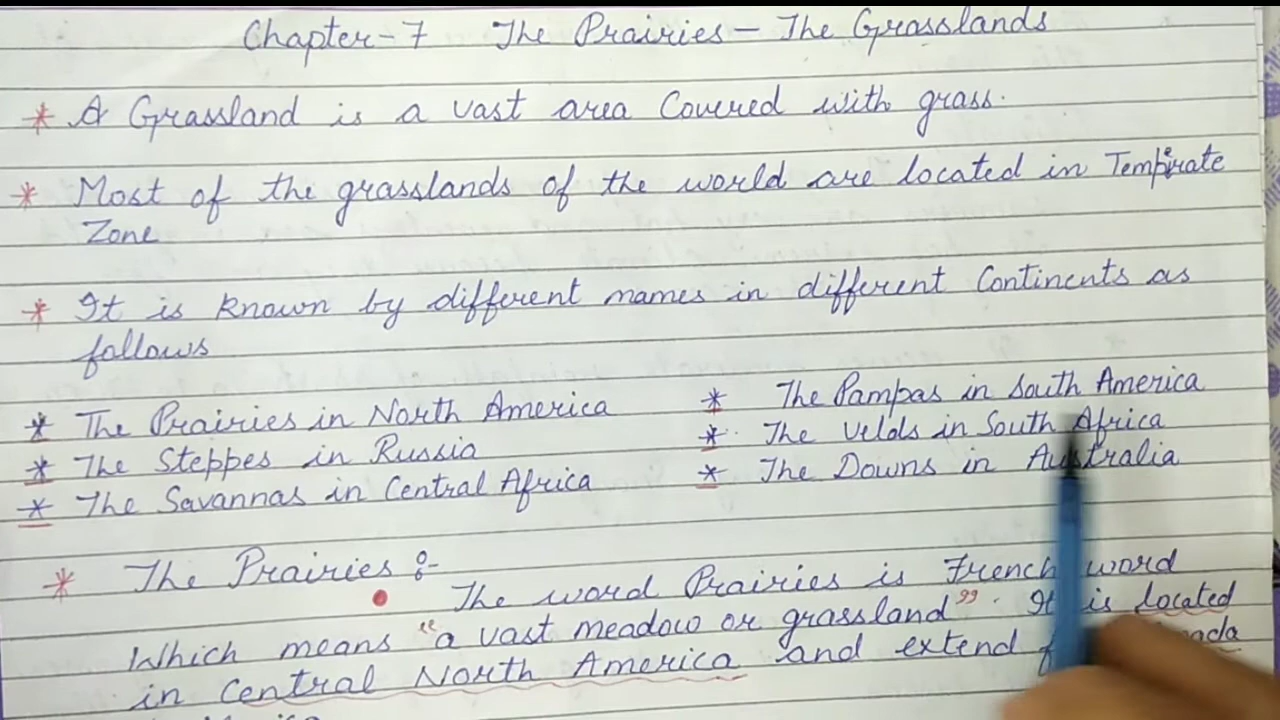 Chapter-7 The Prairies - The Grasslands
* A Grassland is a vast area Covered with grass.
* Most of the grasslands of the world are located in Tempirate
Zone
* It is known by different names in different Continents as
follows
* The Prairies in North America
* The Steppes in Russia
* The Savannas in Central Africa
* The Pampas in South America
* The Velds in South Africa
* The Downs in Australia
* The Prairies :-
The word Prairies is French word
Which means "a vast meadow or grassland". It is located
in Central North America and extend